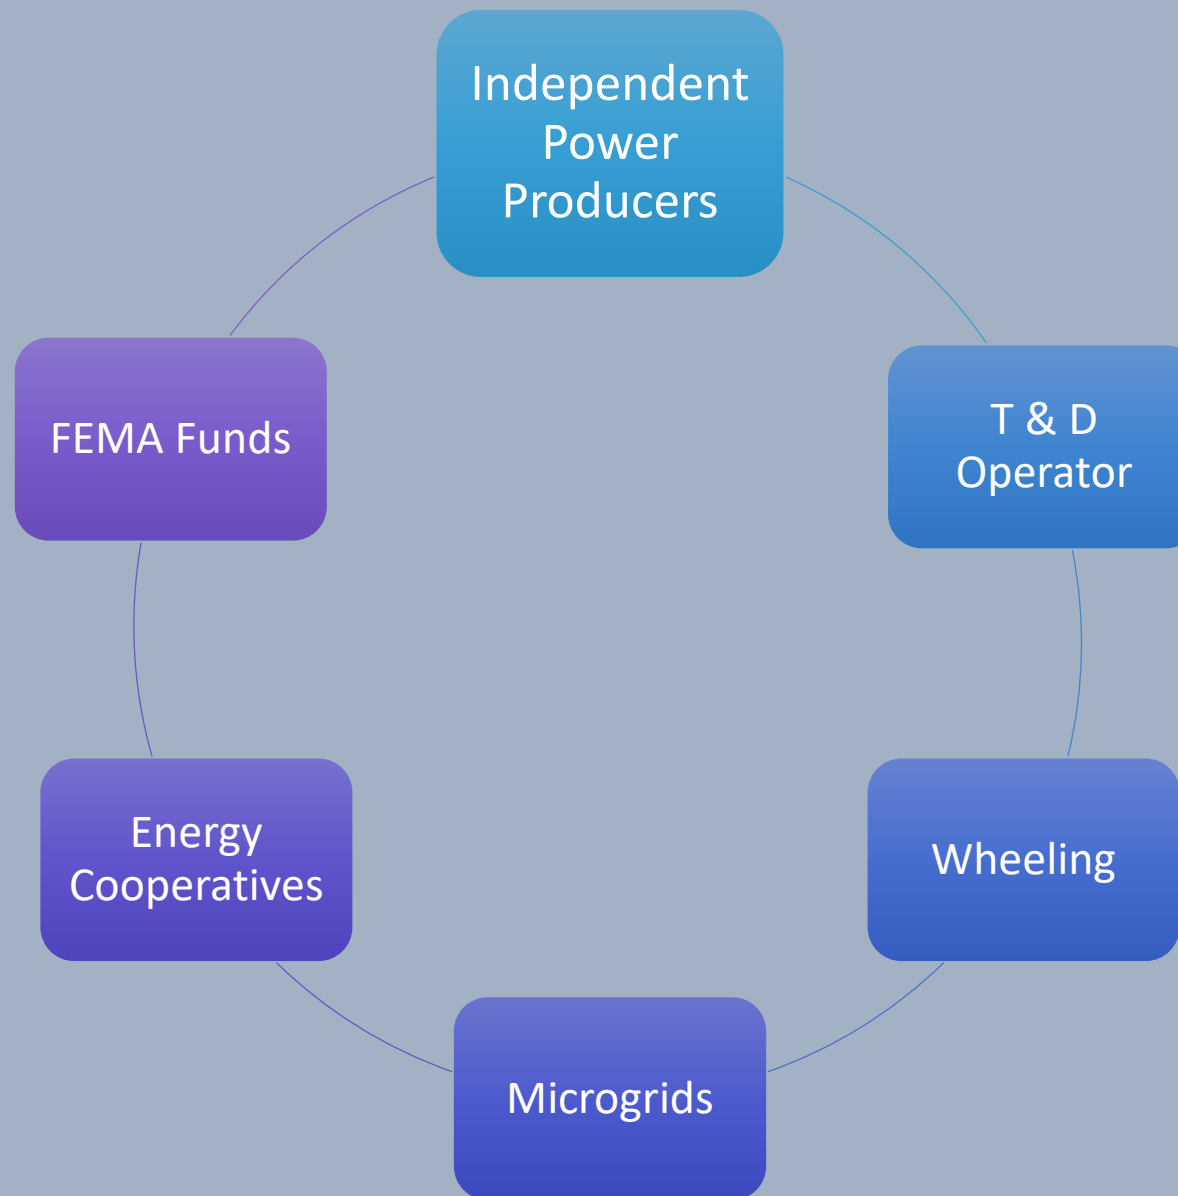 Independent
Power
Producers
T & D
Operator
Wheeling
Microgrids
Energy
Cooperatives
FEMA Funds